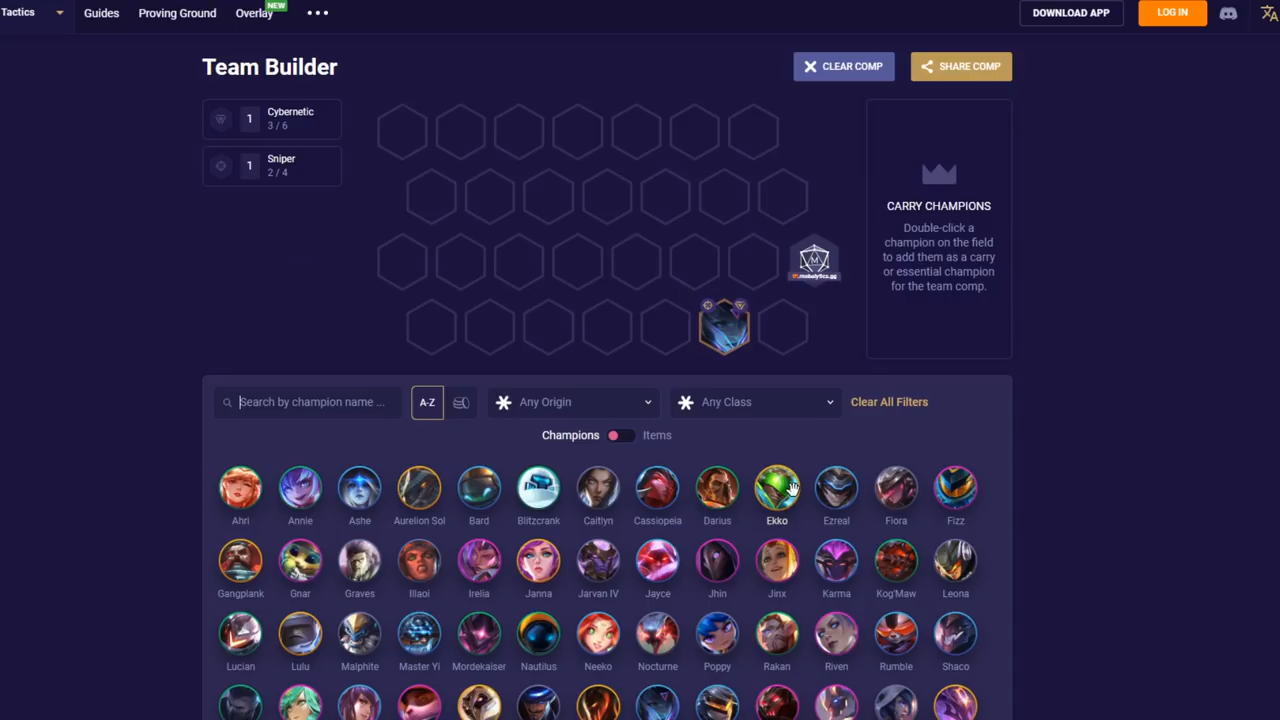 Tactics
Guides
Proving Ground
Overlay
NEW
DOWNLOAD APP
LOG IN
Team Builder
CLEAR COMP
SHARE COMP
1
Cybernetic
3 / 6
1
Sniper
2 / 4
M
mobalytics.gg
CARRY CHAMPIONS
Double-click a
champion on the field
to add them as a carry
or essential champion
for the team comp.
Search by champion name ...
A-Z
Any Origin
Any Class
Clear All Filters
Champions
Items
Ahri Annie Ashe Aurelion Sol Bard Blitzcrank Caitlyn Cassiopeia Darius Ekko Ezreal Fiora Fizz
Gangplank Gnar Graves Illaoi Irelia Janna Jarvan IV Jayce Jhin Jinx Karma Kog'Maw Leona
Lucian Lulu Malphite Master Yi Mordekaiser Nautilus Neeko Nocturne Poppy Rakan Riven Rumble Shaco